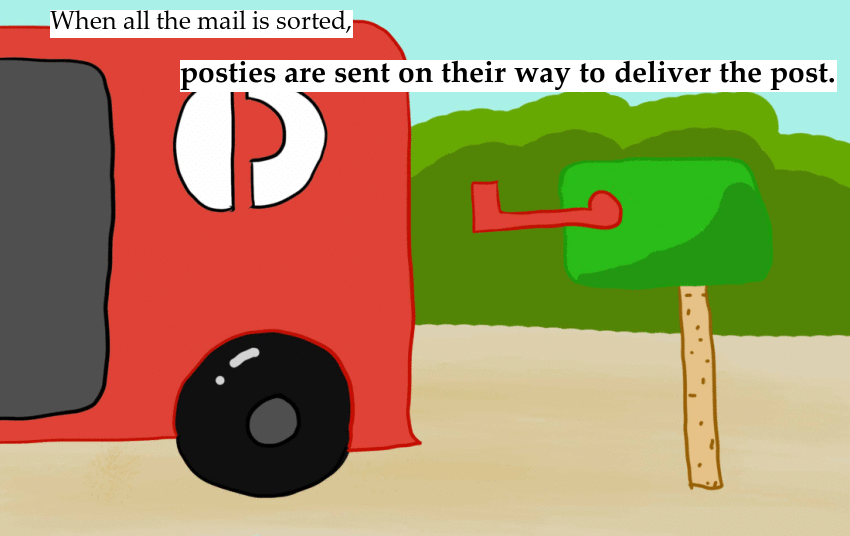 When all the mail is sorted,
posties are sent on their way to deliver the post.